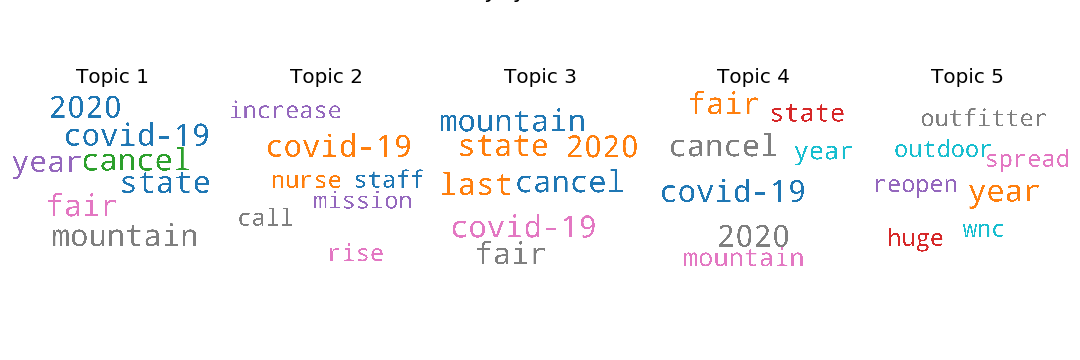 Topic 1
2020
covid-19
year cancel
state
fair
mountain
Topic 2
increase
covid-19
nurse staff
mission
call
rise
Topic 3
mountain
state 2020
last cancel
covid-19
fair
Topic 4
fair state
cancel year
covid-19
2020
mountain
Topic 5
outfitter
outdoor spread
reopen year
huge wnc